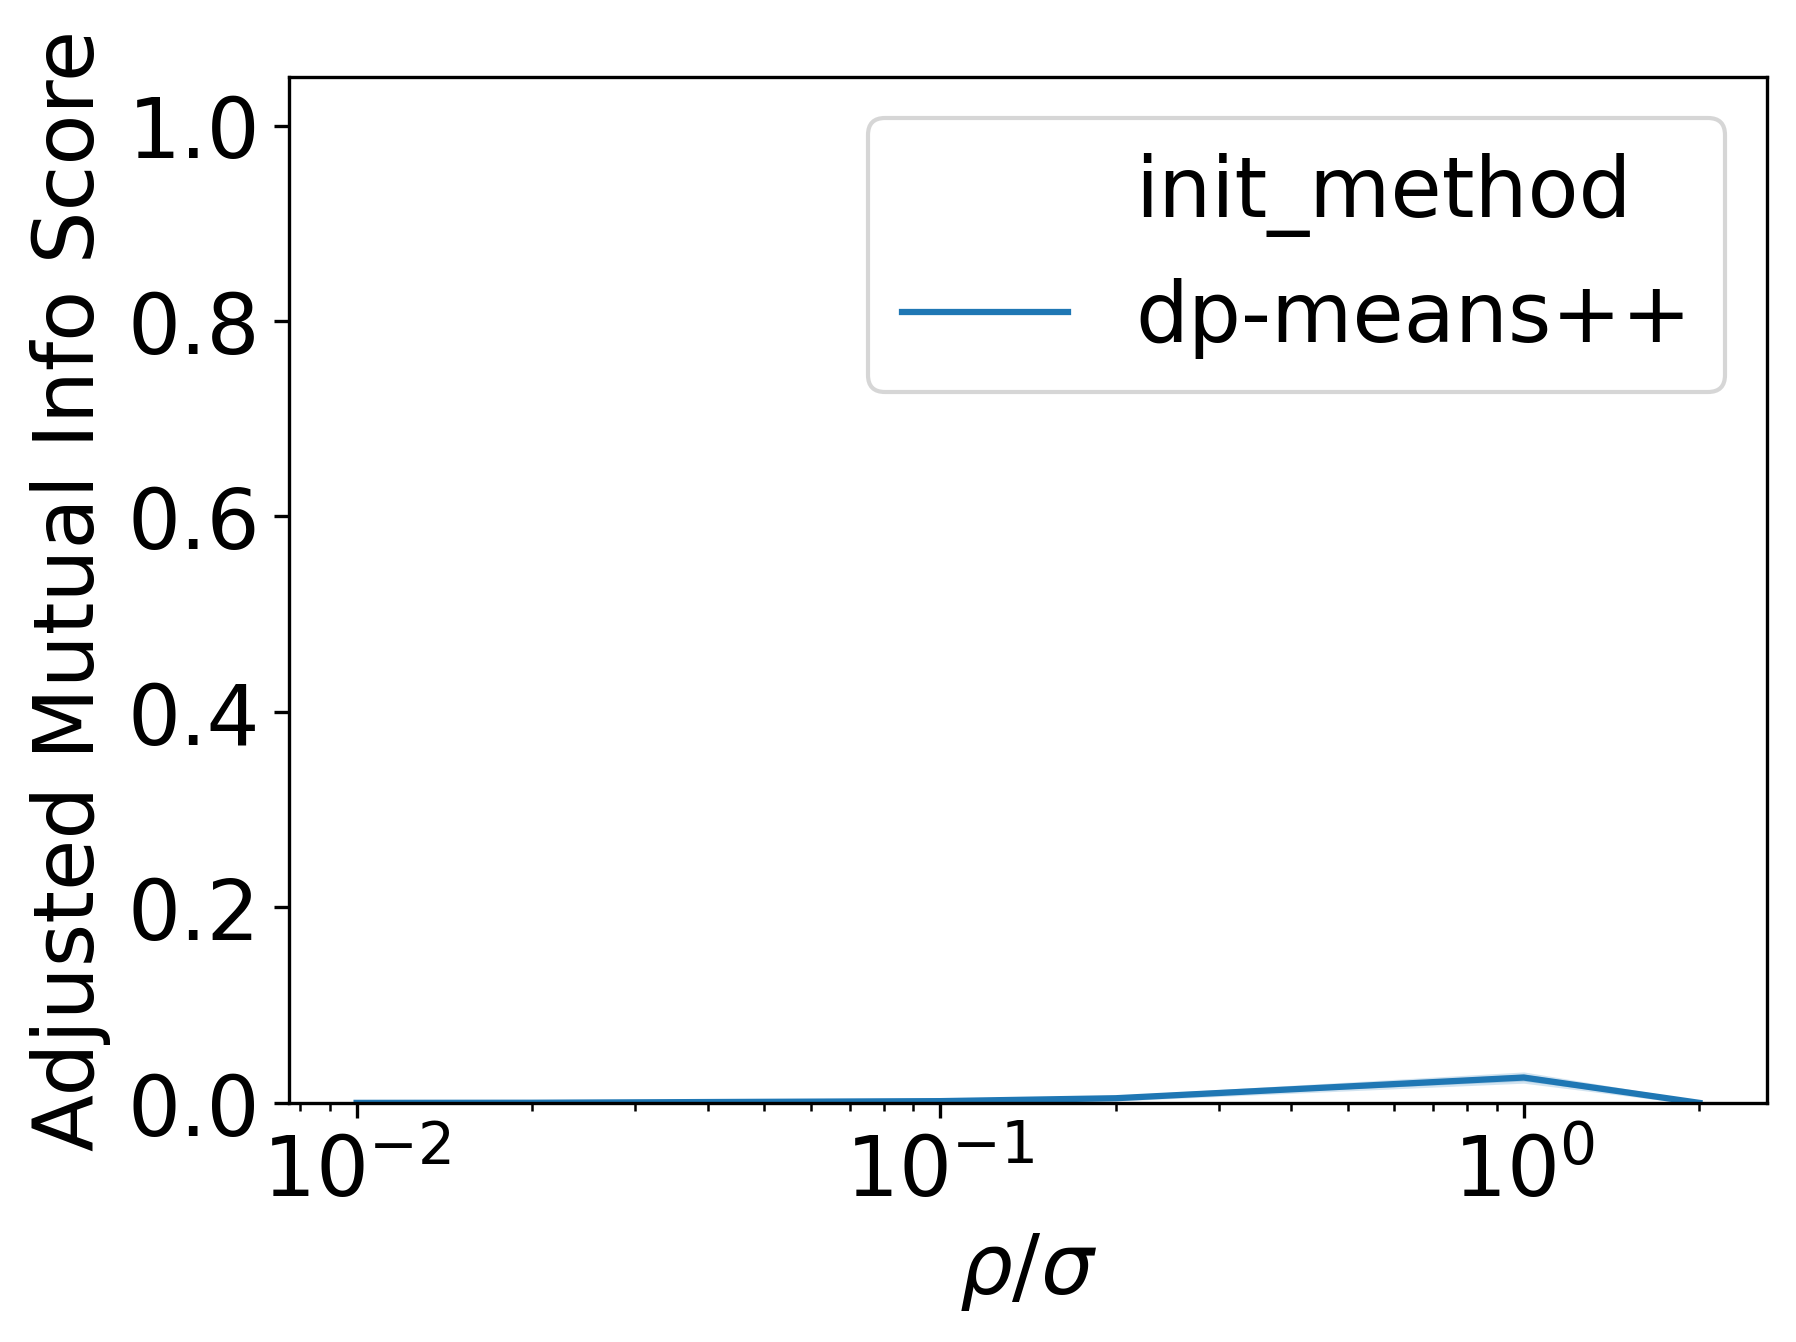 Adjusted Mutual Info Score
1.0
0.8
0.6
0.4
0.2
0.0
init_method
dp-means++
10⁻² 10⁻¹ 10⁰
ρ/σ